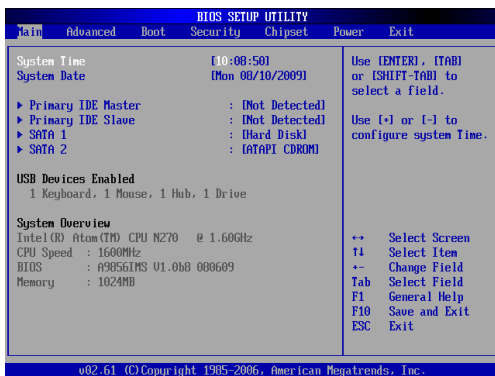 BIOS SETUP UTILITY
Main Advanced Boot Security Chipset Power Exit
System Time [10:08:50]
System Date [Mon 08/10/2009]
▶ Primary IDE Master : [Not Detected]
▶ Primary IDE Slave : [Not Detected]
▶ SATA 1 : [Hard Disk]
▶ SATA 2 : [ATAPI CDROM]
USB Devices Enabled
1 Keyboard, 1 Mouse, 1 Hub, 1 Drive
System Overview
Intel(R) Atom(TM) CPU N270 @ 1.60GHz
CPU Speed : 1600MHz
BIOS : A9856IMS V1.0b8 080609
Memory : 1024MB
Use [ENTER], [TAB]
or [SHIFT-TAB] to
select a field.
Use [+] or [-] to
configure system Time.
↔ Select Screen
↑↓ Select Item
+- Change Field
Tab Select Field
F1 General Help
F10 Save and Exit
ESC Exit
v02.61 (C)Copyright 1985-2006, American Megatrends, Inc.